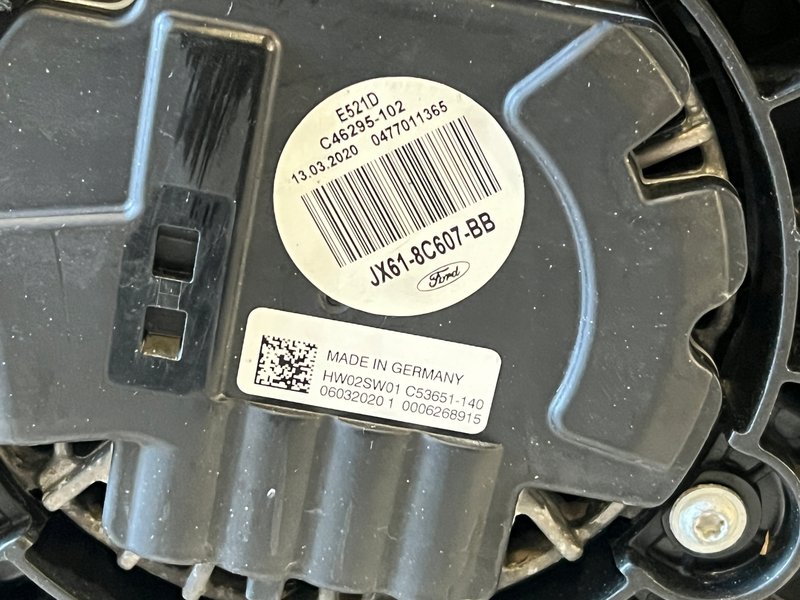 E521D
C46295-102
13.03.2020 0477011365
JX61-8C607-BB
Ford
MADE IN GERMANY
HW02SW01 C53651-140
06032020 1 0006268915